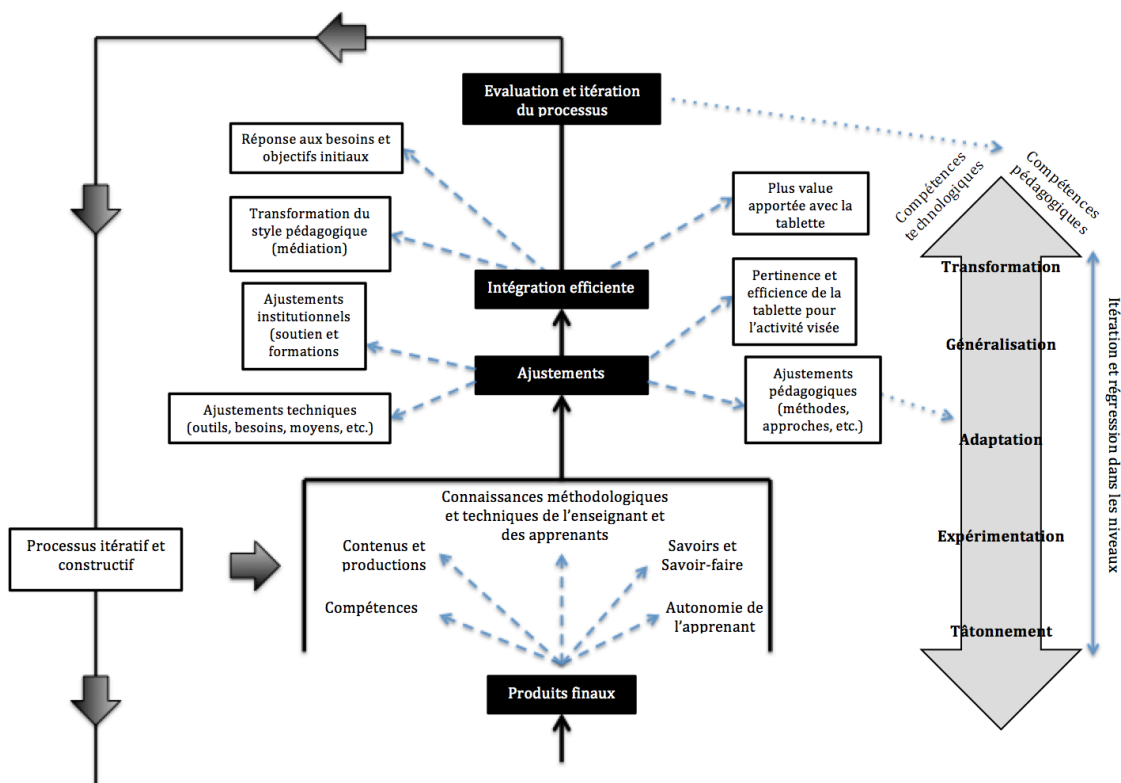 Evaluation et itération
du processus
Réponse aux besoins et
objectifs initiaux
Transformation du
style pédagogique
(médiation)
Plus value
apportée avec la
tablette
Intégration efficiente
Ajustements
institutionnels
(soutien et
formations
Pertinence et
efficience de la
tablette pour
l'activité visée
Ajustements
Ajustements techniques
(outils, besoins, moyens, etc.)
Ajustements
pédagogiques
(méthodes,
approches, etc.)
Connaissances méthodologiques
et techniques de l'enseignant et
des apprenants
Contenus et
productions
Savoirs et
Savoir-faire
Compétences
Autonomie de
l'apprenant
Produits finaux
Processus itératif et
constructif
Compétences
technologiques
Compétences
pédagogiques
Transformation
Généralisation
Adaptation
Expérimentation
Tâtonnement
Itération et régression dans les niveaux